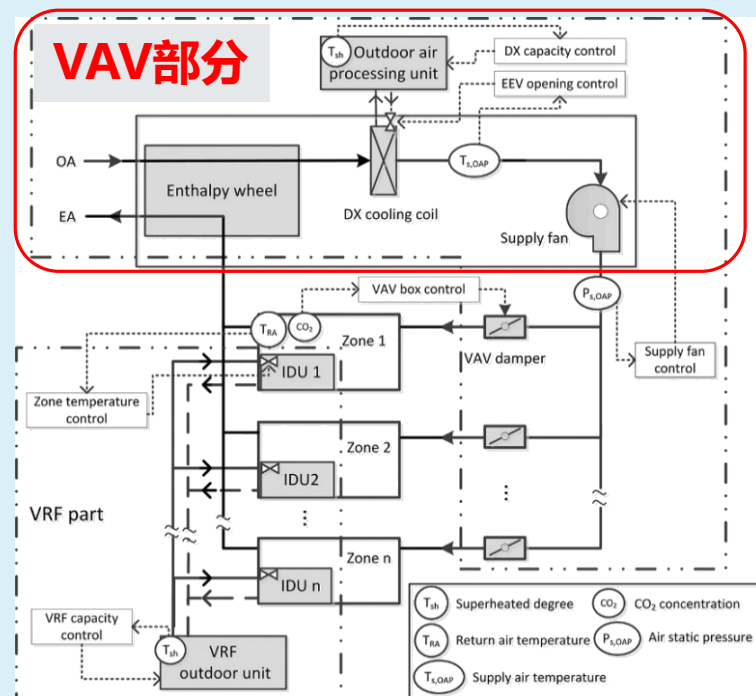 VAV部分
Tsh
Outdoor air
processing unit
DX capacity control
EEV opening control
OA
EA
Enthalpy wheel
DX cooling coil
Ts,OAP
Supply fan
Ps,OAP
VAV box control
TRA
CO2
Zone 1
IDU 1
VAV damper
Supply fan
control
Zone temperature
control
Zone 2
IDU2
VRF part
Zone n
IDU n
VRF capacity
control
Tsh
VRF
outdoor unit
Tsh Superheated degree
CO2 CO2 concentration
TRA Return air temperature
Ps,OAP Air static pressure
Ts,OAP Supply air temperature